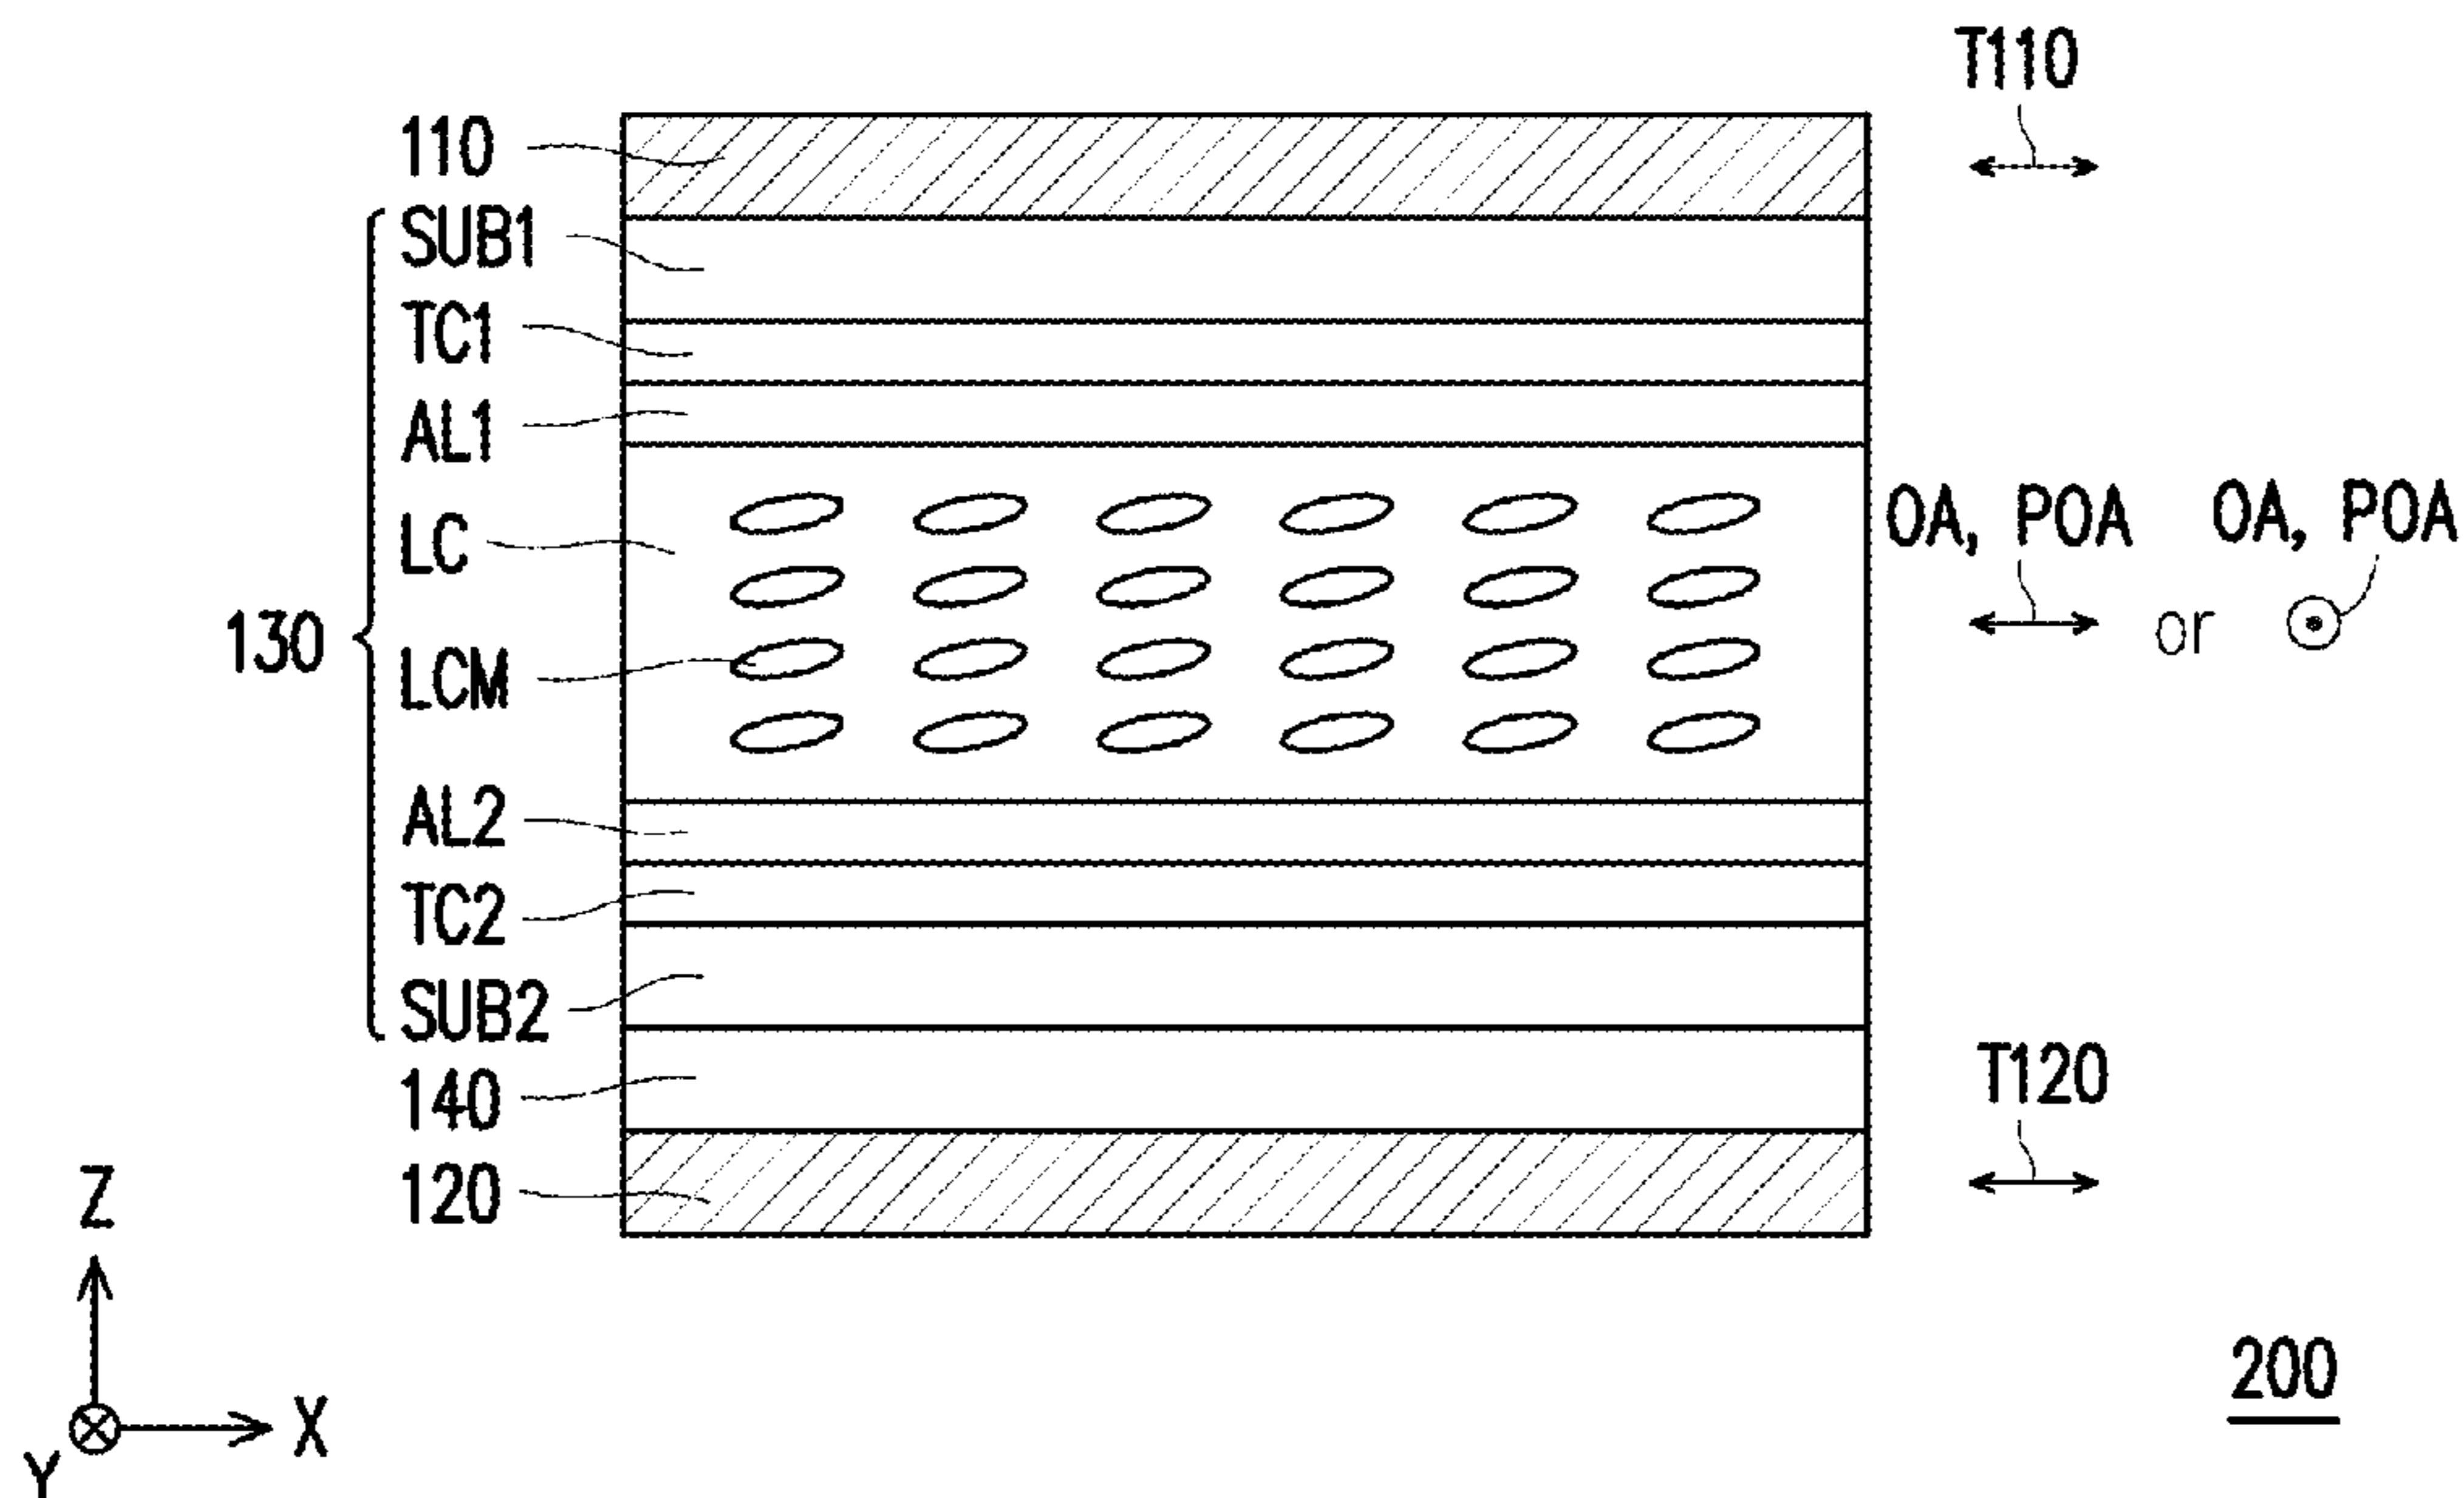 T110
110
SUB1
TC1
AL1
LC
OA, POA or OA, POA
130
LCM
AL2
TC2
SUB2
140
T120
120
Z
X
Y
200